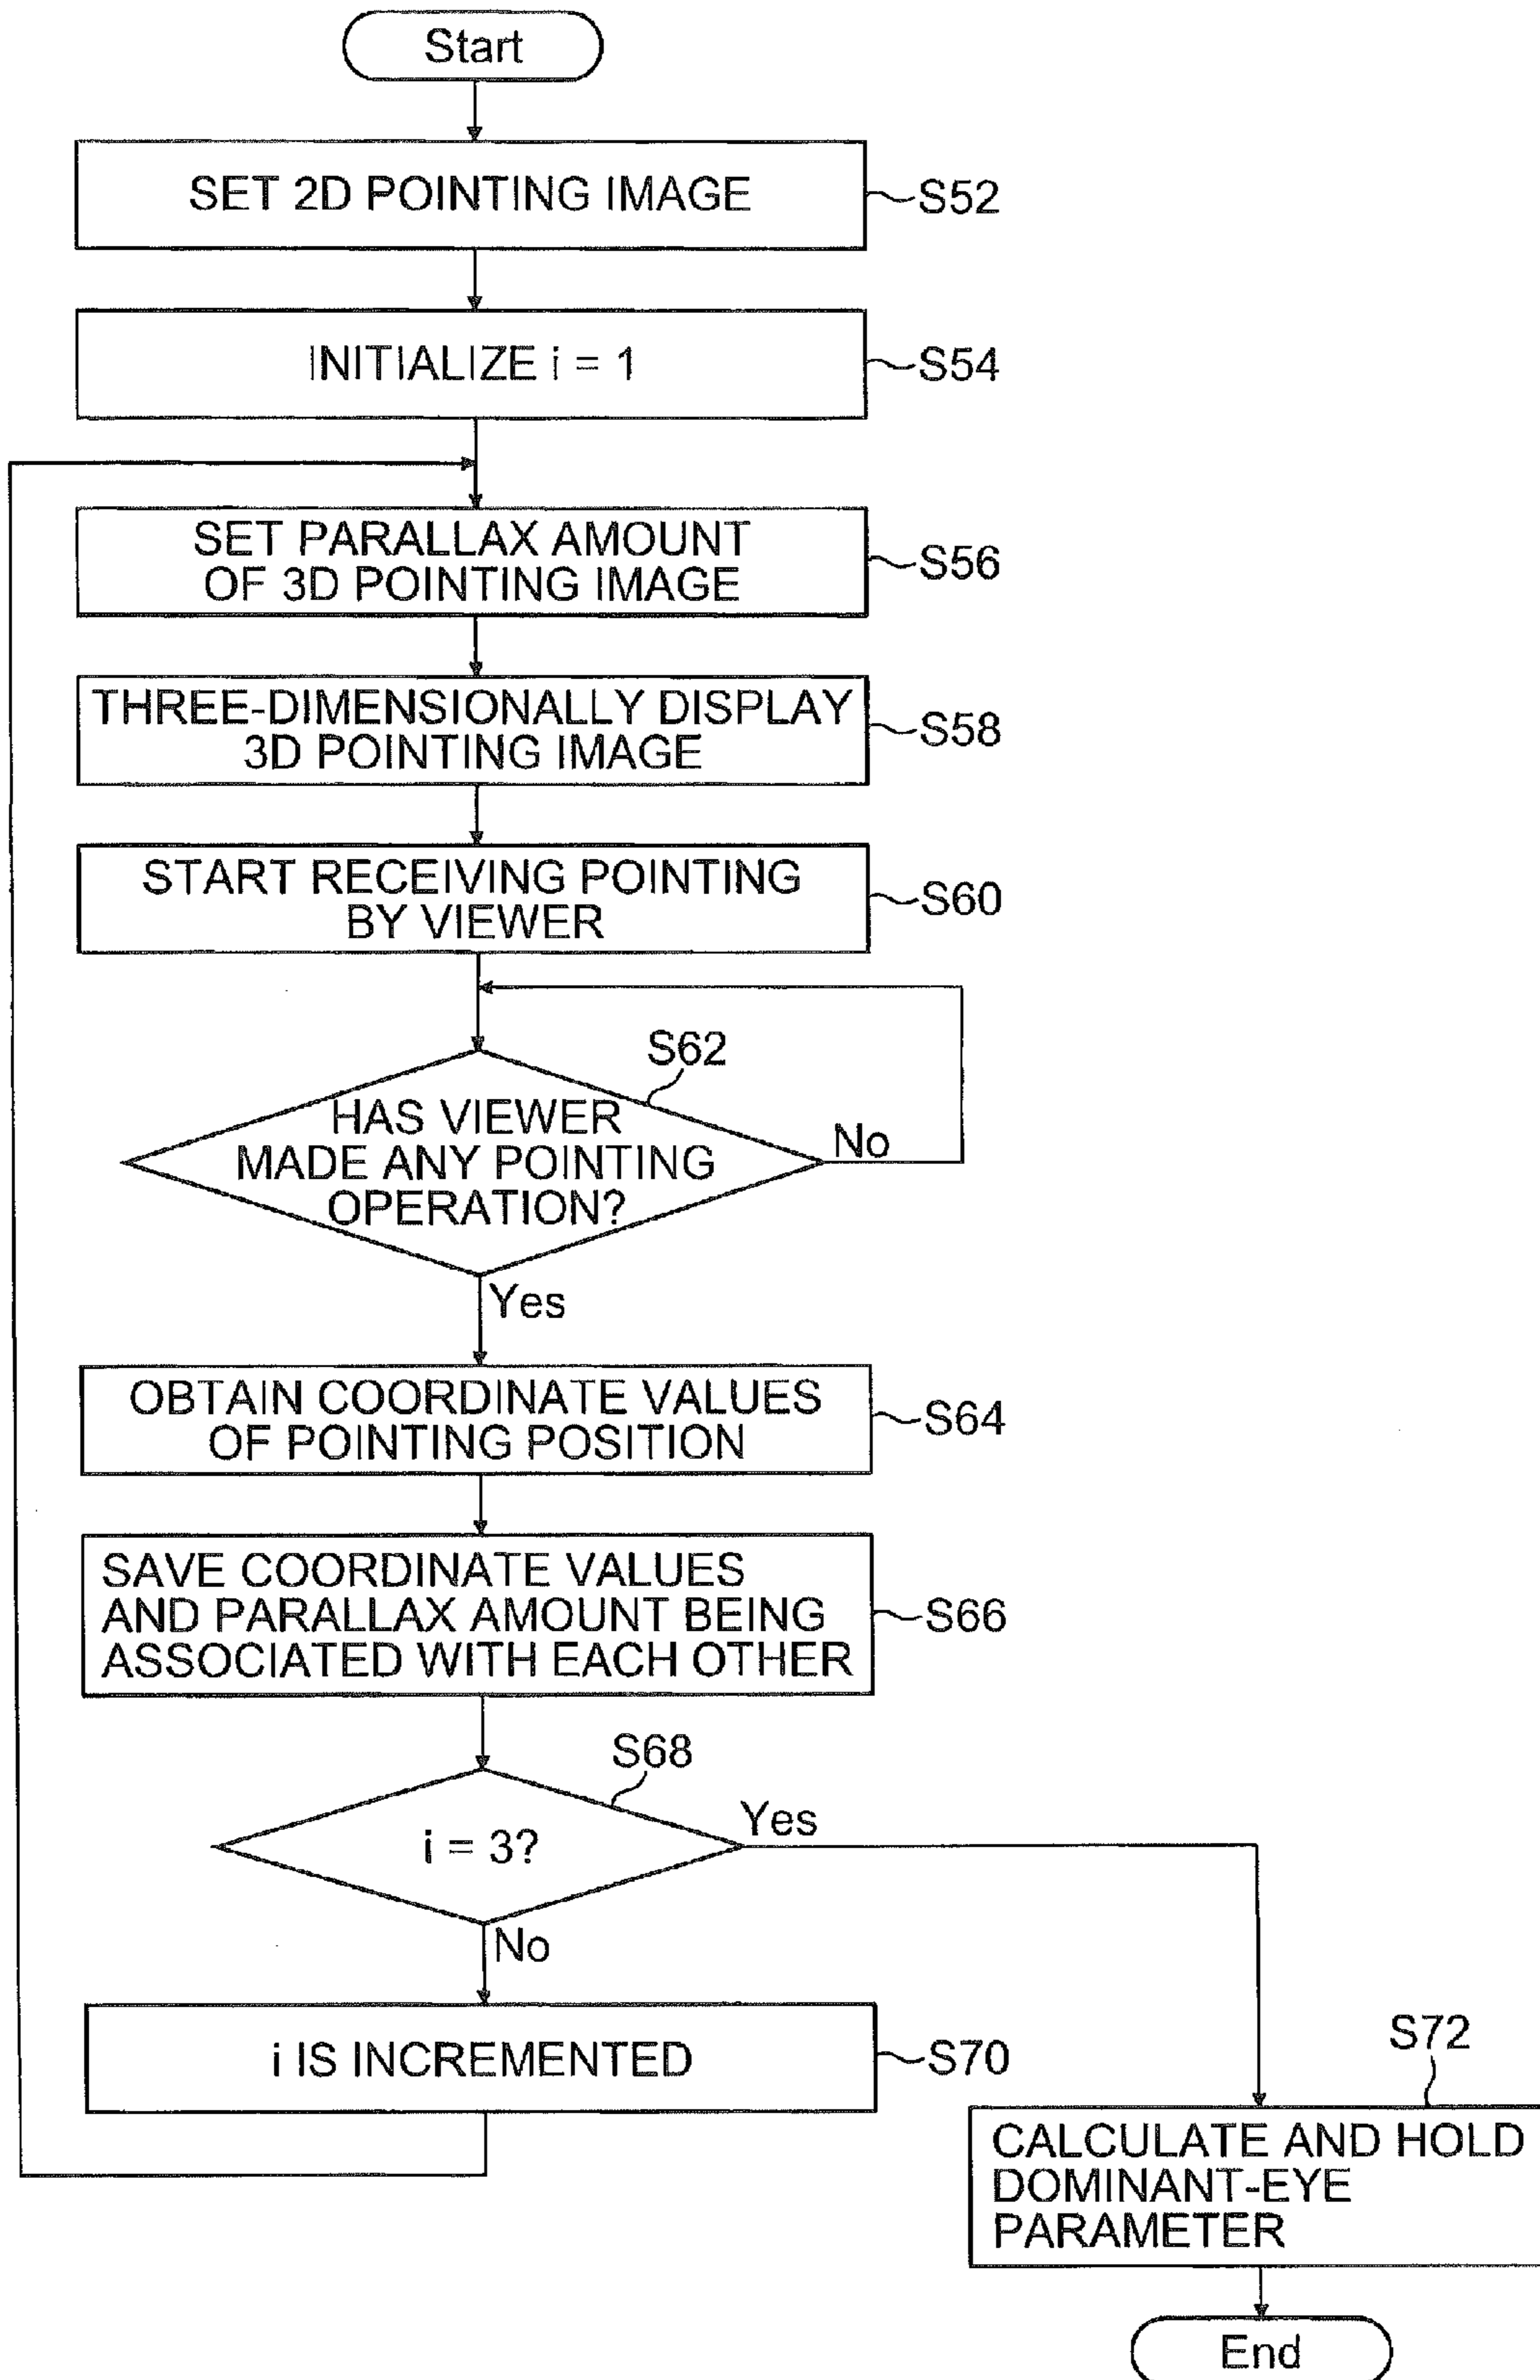 Start
SET 2D POINTING IMAGE
S52
INITIALIZE i = 1
S54
SET PARALLAX AMOUNT
OF 3D POINTING IMAGE
S56
THREE-DIMENSIONALLY DISPLAY
3D POINTING IMAGE
S58
START RECEIVING POINTING
BY VIEWER
S60
S62
HAS VIEWER
MADE ANY POINTING
OPERATION?
No
Yes
OBTAIN COORDINATE VALUES
OF POINTING POSITION
S64
SAVE COORDINATE VALUES
AND PARALLAX AMOUNT BEING
ASSOCIATED WITH EACH OTHER
S66
S68
i = 3?
Yes
No
i IS INCREMENTED
S70
S72
CALCULATE AND HOLD
DOMINANT-EYE
PARAMETER
End